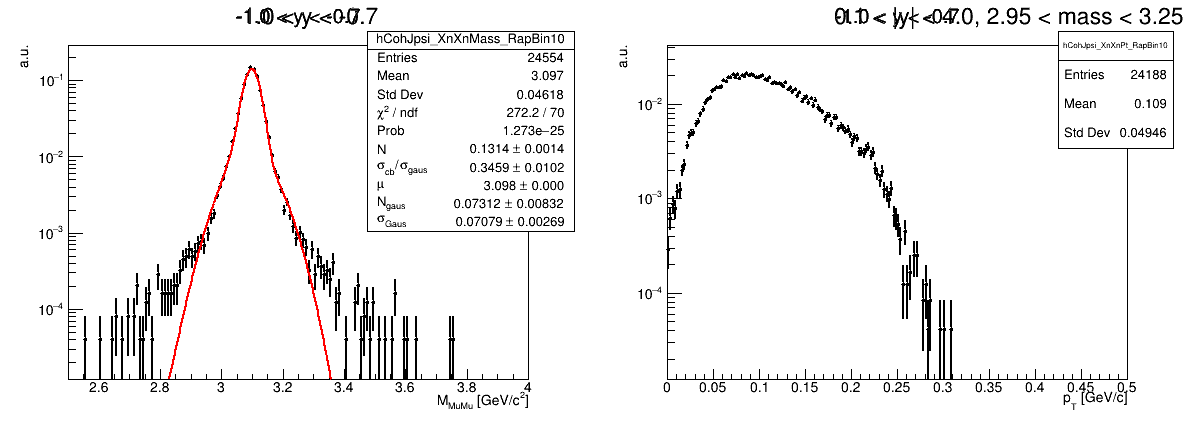 a.u.
hCohJpsi_XnXnMass_RapBin10
Entries 24554
Mean 3.097
Std Dev 0.04618
χ² / ndf 272.2 / 70
Prob 1.273e−25
N 0.1314 ± 0.0014
σcb/σgaus 0.3459 ± 0.0102
μ 3.098 ± 0.000
Ngaus 0.07312 ± 0.00832
σGaus 0.07079 ± 0.00269
10⁻¹
10⁻²
10⁻³
10⁻⁴
2.6 2.8 3 3.2 3.4 3.6 3.8 4
MMuMu [GeV/c²]
2.95 < mass < 3.25
a.u.
hCohJpsi_XnXnPt_RapBin10
Entries 24188
Mean 0.109
Std Dev 0.04946
10⁻²
10⁻³
10⁻⁴
0 0.05 0.1 0.15 0.2 0.25 0.3 0.35 0.4 0.45 0.5
pT [GeV/c]